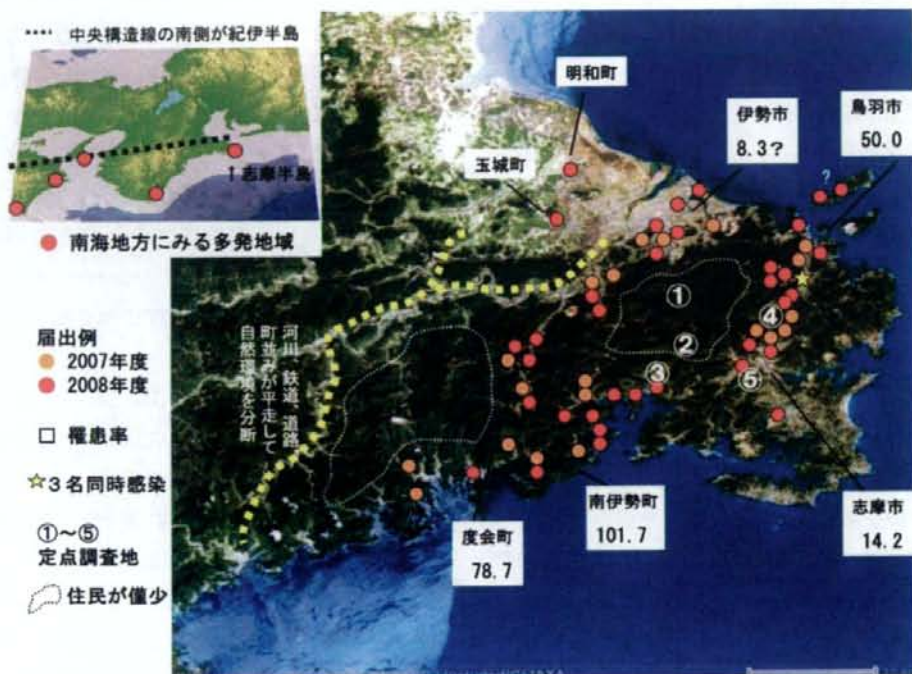 中央構造線の南側が紀伊半島
↑志摩半島
南海地方にみる多発地域
届出例
2007年度
2008年度
罹患率
3名同時感染
①～⑤
定点調査地
住民が僅少
河川、鉄道、道路
町並みが平走して
自然環境を分断
明和町
玉城町
伊勢市
8.3?
鳥羽市
50.0
?
①
②
③
④
⑤
度会町
78.7
南伊勢町
101.7
志摩市
14.2